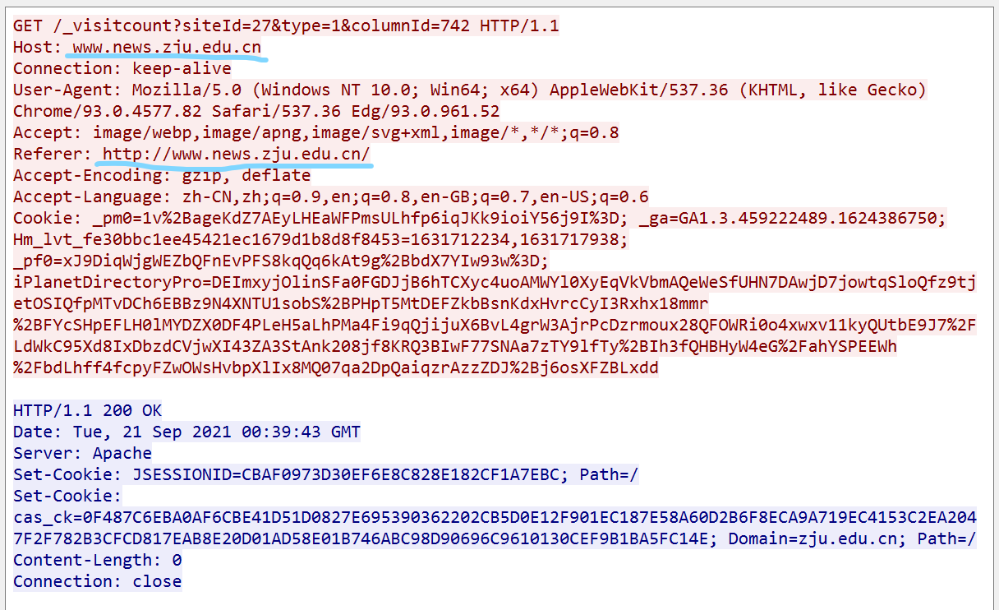 GET /_visitcount?siteId=27&type=1&columnId=742 HTTP/1.1
Host: www.news.zju.edu.cn
Connection: keep-alive
User-Agent: Mozilla/5.0 (Windows NT 10.0; Win64; x64) AppleWebKit/537.36 (KHTML, like Gecko)
Chrome/93.0.4577.82 Safari/537.36 Edg/93.0.961.52
Accept: image/webp,image/apng,image/svg+xml,image/*,*/*;q=0.8
Referer: http://www.news.zju.edu.cn/
Accept-Encoding: gzip, deflate
Accept-Language: zh-CN,zh;q=0.9,en;q=0.8,en-GB;q=0.7,en-US;q=0.6
Cookie: _pm0=1v%2BageKdZ7AEyLHEaWFPmsULhfp6iqJKk9ioiY56j9I%3D; _ga=GA1.3.459222489.1624386750;
Hm_lvt_fe30bbc1ee45421ec1679d1b8d8f8453=1631712234,1631717938;
_pf0=xJ9DiqWjgWEZbQFnEvPFS8kqQq6kAt9g%2BbdX7YIw93w%3D;
iPlanetDirectoryPro=DEImxyjOlinSFa0FGDJjB6hTCXyc4uoAMWYl0XyEqVkVbmAQeWeSfUHN7DAwjD7jowtqSloQfz9tj
etOSIQfpMTvDCh6EBBz9N4XNTU1sobS%2BPHpT5MtDEFZkbBsnKdxHvrcCyI3Rxhx18mmr
%2BFYcSHpEFLH0lMYDZX0DF4PLeH5aLhPMa4Fi9qQjijuX6BvL4grW3AjrPcDzrmoux28QFOWRi0o4xwxv11kyQUtbE9J7%2F
LdWkC95Xd8IxDbzdCVjwXI43ZA3StAnk208jf8KRQ3BIwF77SNAa7zTY9lfTy%2BIh3fQHBHyW4eG%2FahYSPEEWh
%2FbdLhff4fcpyFZwOWsHvbpXlIx8MQ07qa2DpQaiqzrAzzZDJ%2Bj6osXFZBLxdd
HTTP/1.1 200 OK
Date: Tue, 21 Sep 2021 00:39:43 GMT
Server: Apache
Set-Cookie: JSESSIONID=CBAF0973D30EF6E8C828E182CF1A7EBC; Path=/
Set-Cookie:
cas_ck=0F487C6EBA0AF6CBE41D51D0827E695390362202CB5D0E12F901EC187E58A60D2B6F8ECA9A719EC4153C2EA204
7F2F782B3CFCD817EAB8E20D01AD58E01B746ABC98D90696C9610130CEF9B1BA5FC14E; Domain=zju.edu.cn; Path=/
Content-Length: 0
Connection: close